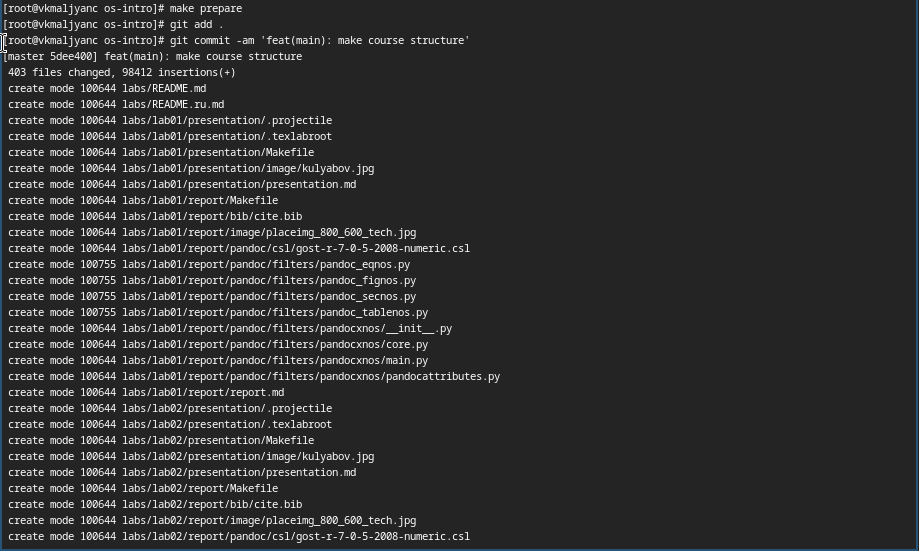 [root@vkmaljyanc os-intro]# make prepare
[root@vkmaljyanc os-intro]# git add .
[root@vkmaljyanc os-intro]# git commit -am 'feat(main): make course structure'
[master 5dee400] feat(main): make course structure
 403 files changed, 98412 insertions(+)
 create mode 100644 labs/README.md
 create mode 100644 labs/README.ru.md
 create mode 100644 labs/lab01/presentation/.projectile
 create mode 100644 labs/lab01/presentation/.texlabroot
 create mode 100644 labs/lab01/presentation/Makefile
 create mode 100644 labs/lab01/presentation/image/kulyabov.jpg
 create mode 100644 labs/lab01/presentation/presentation.md
 create mode 100644 labs/lab01/report/Makefile
 create mode 100644 labs/lab01/report/bib/cite.bib
 create mode 100644 labs/lab01/report/image/placeimg_800_600_tech.jpg
 create mode 100644 labs/lab01/report/pandoc/csl/gost-r-7-0-5-2008-numeric.csl
 create mode 100755 labs/lab01/report/pandoc/filters/pandoc_eqnos.py
 create mode 100755 labs/lab01/report/pandoc/filters/pandoc_fignos.py
 create mode 100755 labs/lab01/report/pandoc/filters/pandoc_secnos.py
 create mode 100755 labs/lab01/report/pandoc/filters/pandoc_tablenos.py
 create mode 100644 labs/lab01/report/pandoc/filters/pandocxnos/__init__.py
 create mode 100644 labs/lab01/report/pandoc/filters/pandocxnos/core.py
 create mode 100644 labs/lab01/report/pandoc/filters/pandocxnos/main.py
 create mode 100644 labs/lab01/report/pandoc/filters/pandocxnos/pandocattributes.py
 create mode 100644 labs/lab01/report/report.md
 create mode 100644 labs/lab02/presentation/.projectile
 create mode 100644 labs/lab02/presentation/.texlabroot
 create mode 100644 labs/lab02/presentation/Makefile
 create mode 100644 labs/lab02/presentation/image/kulyabov.jpg
 create mode 100644 labs/lab02/presentation/presentation.md
 create mode 100644 labs/lab02/report/Makefile
 create mode 100644 labs/lab02/report/bib/cite.bib
 create mode 100644 labs/lab02/report/image/placeimg_800_600_tech.jpg
 create mode 100644 labs/lab02/report/pandoc/csl/gost-r-7-0-5-2008-numeric.csl